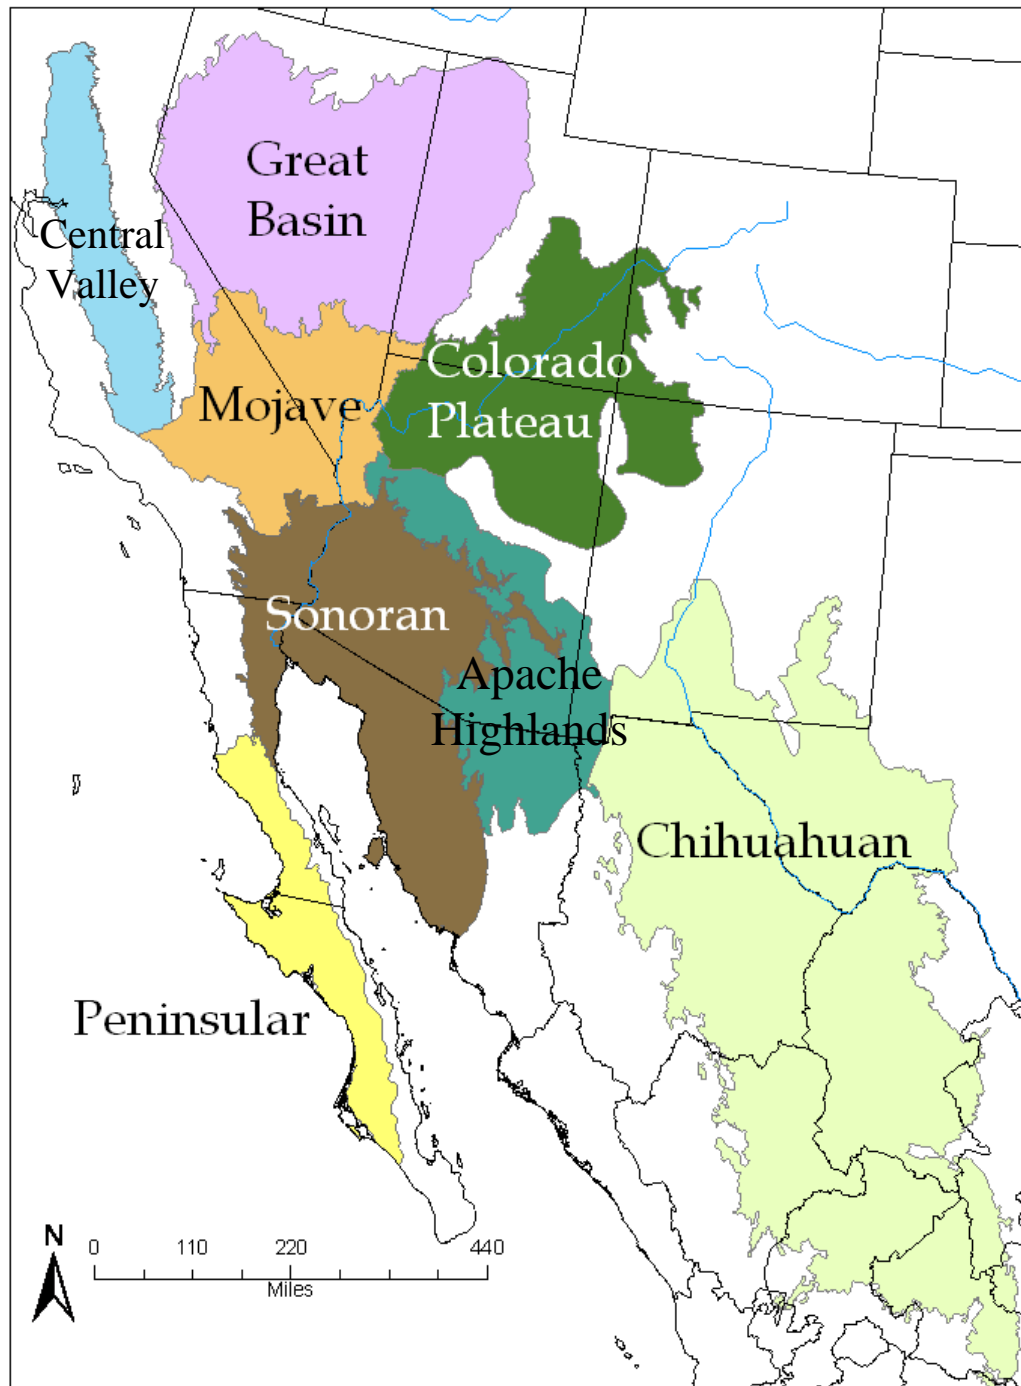 Great
Basin
Central
Valley
Colorado
Plateau
Mojave
Sonoran
Apache
Highlands
Chihuahuan
Peninsular
N
0 110 220 440
Miles